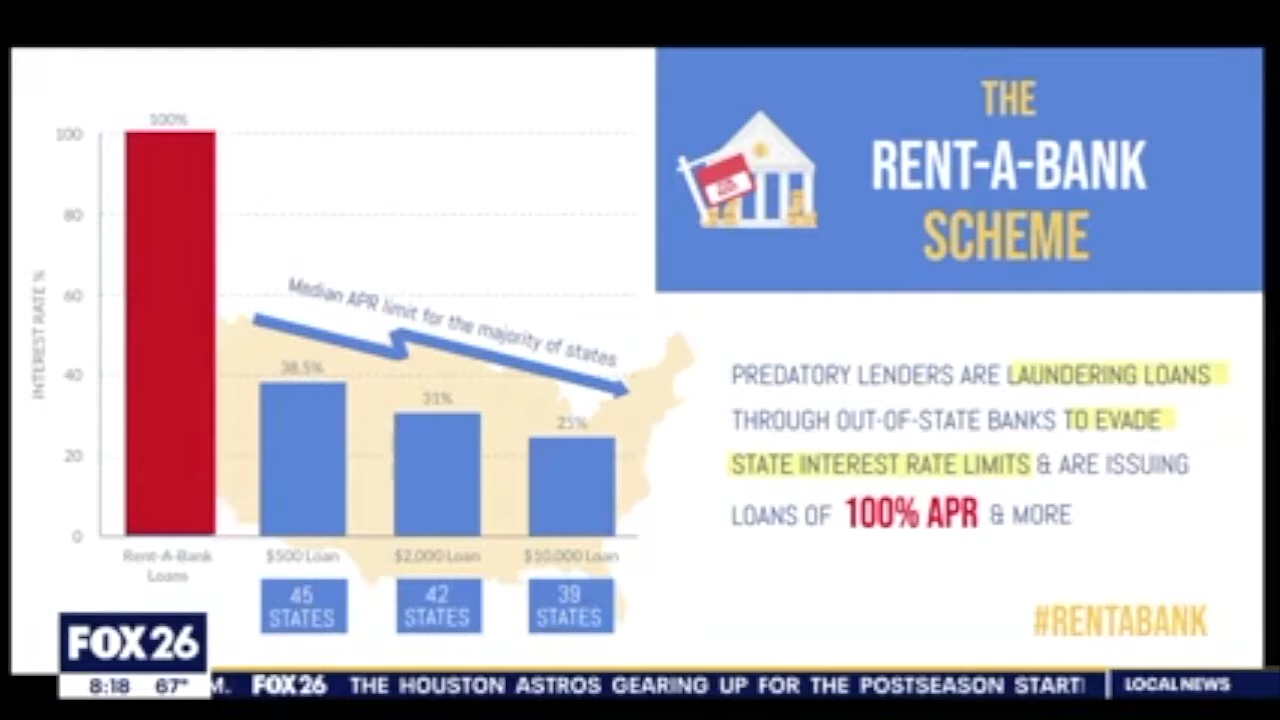 THE
RENT-A-BANK
SCHEME
100%
100
80
60
40
20
0
INTEREST RATE %
Median APR limit for the majority of states
38.5%
31%
25%
Rent-A-Bank
Loans
$500 Loan
$2,000 Loan
$10,000 Loan
45
STATES
42
STATES
39
STATES
PREDATORY LENDERS ARE LAUNDERING LOANS
THROUGH OUT-OF-STATE BANKS TO EVADE
STATE INTEREST RATE LIMITS & ARE ISSUING
LOANS OF 100% APR & MORE
#RENTABANK
FOX 26
8:18 67°
M. FOX 26 THE HOUSTON ASTROS GEARING UP FOR THE POSTSEASON START
LOCAL NEWS